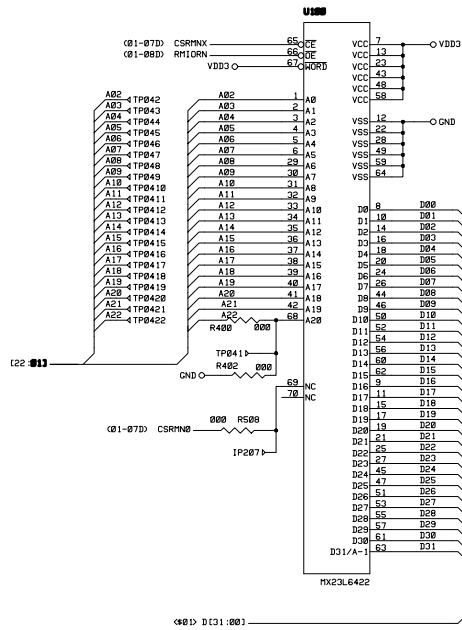 U100
(01-07D) CSRMNX 65 CE VCC 7 VDD3
(01-08D) RMIORN 66 OE VCC 13
VDD3 67 WORD VCC 23
VCC 43
VCC 48
VCC 58
A02 TP042 A02 1 A0 VSS 12 GND
A03 TP043 A03 2 A1 VSS 22
A04 TP044 A04 3 A2 VSS 28
A05 TP045 A05 4 A3 VSS 49
A06 TP046 A06 5 A4 VSS 59
A07 TP047 A07 6 A5 VSS 64
A08 TP048 A08 29 A6
A09 TP049 A09 30 A7
A10 TP0410 A10 31 A8
A11 TP0411 A11 32 A9
A12 TP0412 A12 33 A10 D0 8 D00
A13 TP0413 A13 34 A11 D1 10 D01
A14 TP0414 A14 35 A12 D2 14 D02
A15 TP0415 A15 36 A13 D3 16 D03
A16 TP0416 A16 37 A14 D4 18 D04
A17 TP0417 A17 38 A15 D5 20 D05
A18 TP0418 A18 39 A16 D6 24 D06
A19 TP0419 A19 40 A17 D7 26 D07
A20 TP0420 A20 41 A18 D8 44 D08
A21 TP0421 A21 42 A19 D9 46 D09
A22 TP0422 A22 68 A20 D10 50 D10
R400 000 D11 52 D11
D12 54 D12
TP041 D13 56 D13
[22:01] R402 000 D14 60 D14
GND D15 62 D15
69 NC D16 9 D16
70 NC D17 11 D17
D18 15 D18
000 R508 D19 17 D19
(01-07D) CSRMN0 D20 19 D20
D21 21 D21
IP207 D22 25 D22
D23 27 D23
D24 45 D24
D25 47 D25
D26 51 D26
D27 53 D27
D28 55 D28
D29 57 D29
D30 61 D30
D31/A-1 63 D31
MX23L6422
<$01> D[31:00]